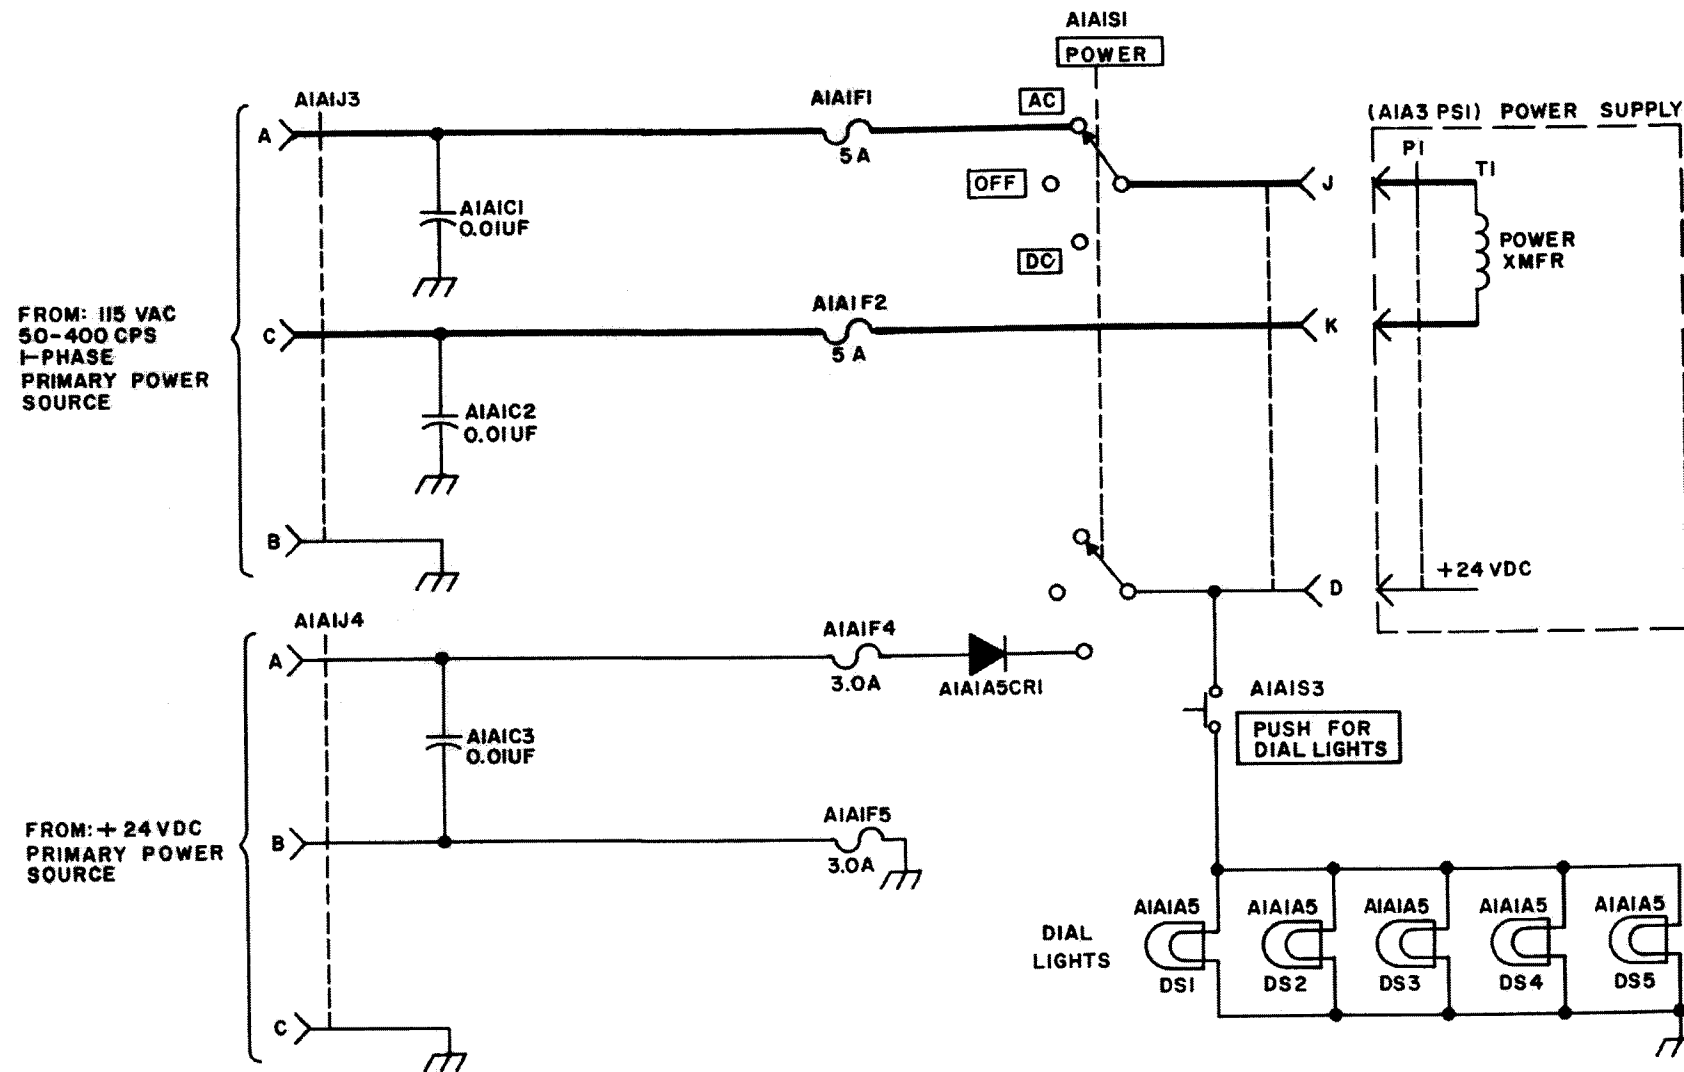 A1A1S1
POWER
A1A1J3
A1A1F1
AC
(A1A3 PS1) POWER SUPPLY
A
5A
P1
T1
OFF
J
A1A1C1
0.01UF
DC
POWER
XMFR
A1A1F2
FROM: 115 VAC
50-400 CPS
1-PHASE
PRIMARY POWER
SOURCE
C
5A
K
A1A1C2
0.01UF
B
+24 VDC
D
A1A1J4
A1A1F4
A
3.0A
A1A1A5CR1
A1A1S3
PUSH FOR
DIAL LIGHTS
A1A1C3
0.01UF
A1A1F5
FROM: + 24 VDC
PRIMARY POWER
SOURCE
B
3.0A
DIAL
LIGHTS
A1A1A5
DS1
A1A1A5
DS2
A1A1A5
DS3
A1A1A5
DS4
A1A1A5
DS5
C